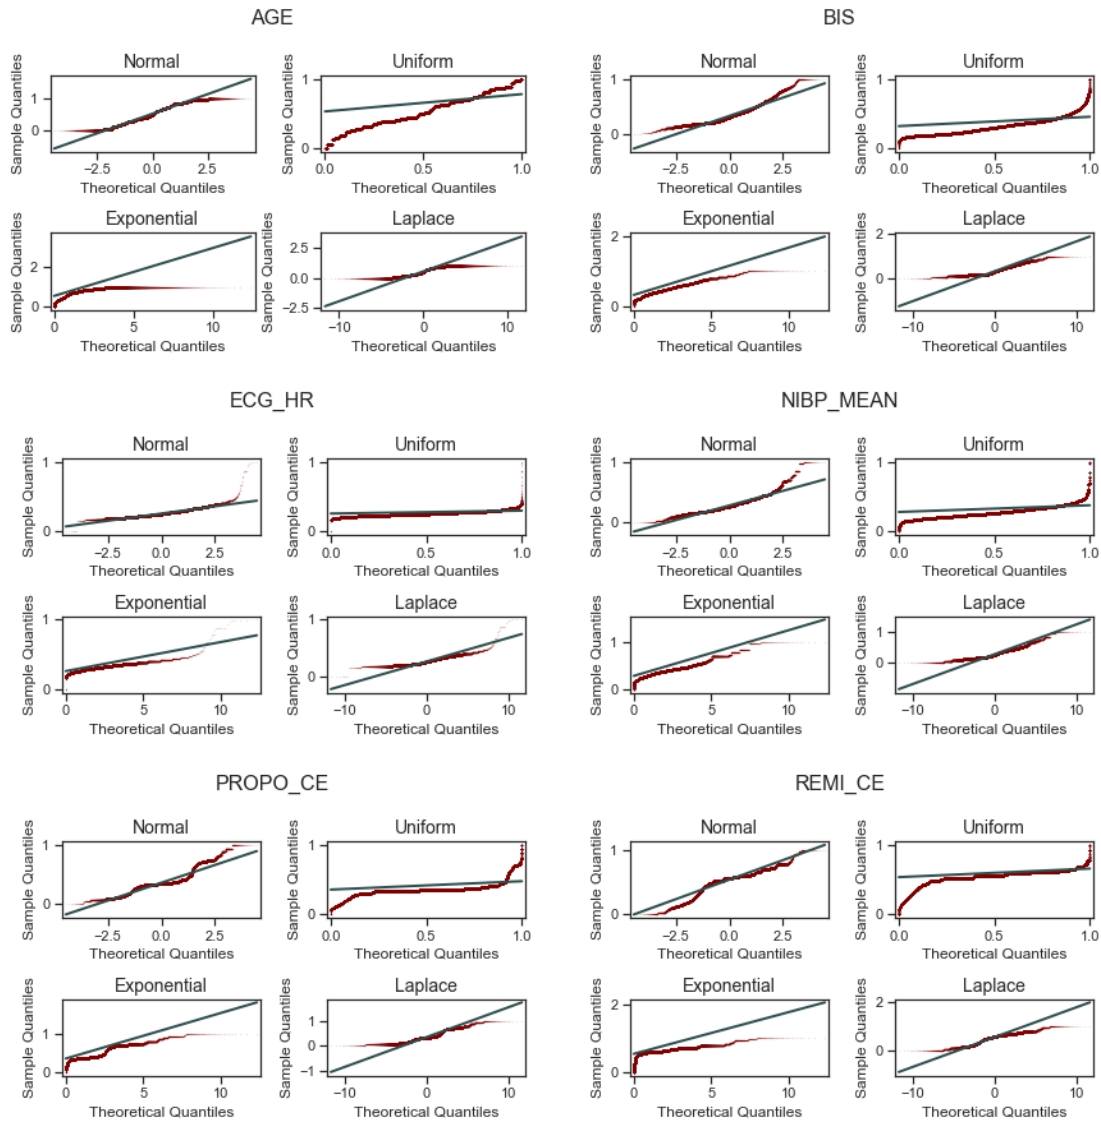 AGE
Normal
Sample Quantiles
1
0
−2.5 0.0 2.5
Theoretical Quantiles
Uniform
Sample Quantiles
1
0
0.0 0.5 1.0
Theoretical Quantiles
Exponential
Sample Quantiles
2
0
0 5 10
Theoretical Quantiles
Laplace
Sample Quantiles
2.5
0.0
−2.5
−10 0 10
Theoretical Quantiles
BIS
Normal
Sample Quantiles
1
0
−2.5 0.0 2.5
Theoretical Quantiles
Uniform
Sample Quantiles
1
0
0.0 0.5 1.0
Theoretical Quantiles
Exponential
Sample Quantiles
2
0
0 5 10
Theoretical Quantiles
Laplace
Sample Quantiles
2
0
−10 0 10
Theoretical Quantiles
ECG_HR
Normal
Sample Quantiles
1
0
−2.5 0.0 2.5
Theoretical Quantiles
Uniform
Sample Quantiles
1
0
0.0 0.5 1.0
Theoretical Quantiles
Exponential
Sample Quantiles
1
0
0 5 10
Theoretical Quantiles
Laplace
Sample Quantiles
1
0
−10 0 10
Theoretical Quantiles
NIBP_MEAN
Normal
Sample Quantiles
1
0
−2.5 0.0 2.5
Theoretical Quantiles
Uniform
Sample Quantiles
1
0
0.0 0.5 1.0
Theoretical Quantiles
Exponential
Sample Quantiles
1
0
0 5 10
Theoretical Quantiles
Laplace
Sample Quantiles
1
0
−10 0 10
Theoretical Quantiles
PROPO_CE
Normal
Sample Quantiles
1
0
−2.5 0.0 2.5
Theoretical Quantiles
Uniform
Sample Quantiles
1
0
0.0 0.5 1.0
Theoretical Quantiles
Exponential
Sample Quantiles
1
0
0 5 10
Theoretical Quantiles
Laplace
Sample Quantiles
1
0
−1
−10 0 10
Theoretical Quantiles
REMI_CE
Normal
Sample Quantiles
1
0
−2.5 0.0 2.5
Theoretical Quantiles
Uniform
Sample Quantiles
1
0
0.0 0.5 1.0
Theoretical Quantiles
Exponential
Sample Quantiles
2
0
0 5 10
Theoretical Quantiles
Laplace
Sample Quantiles
2
0
−10 0 10
Theoretical Quantiles